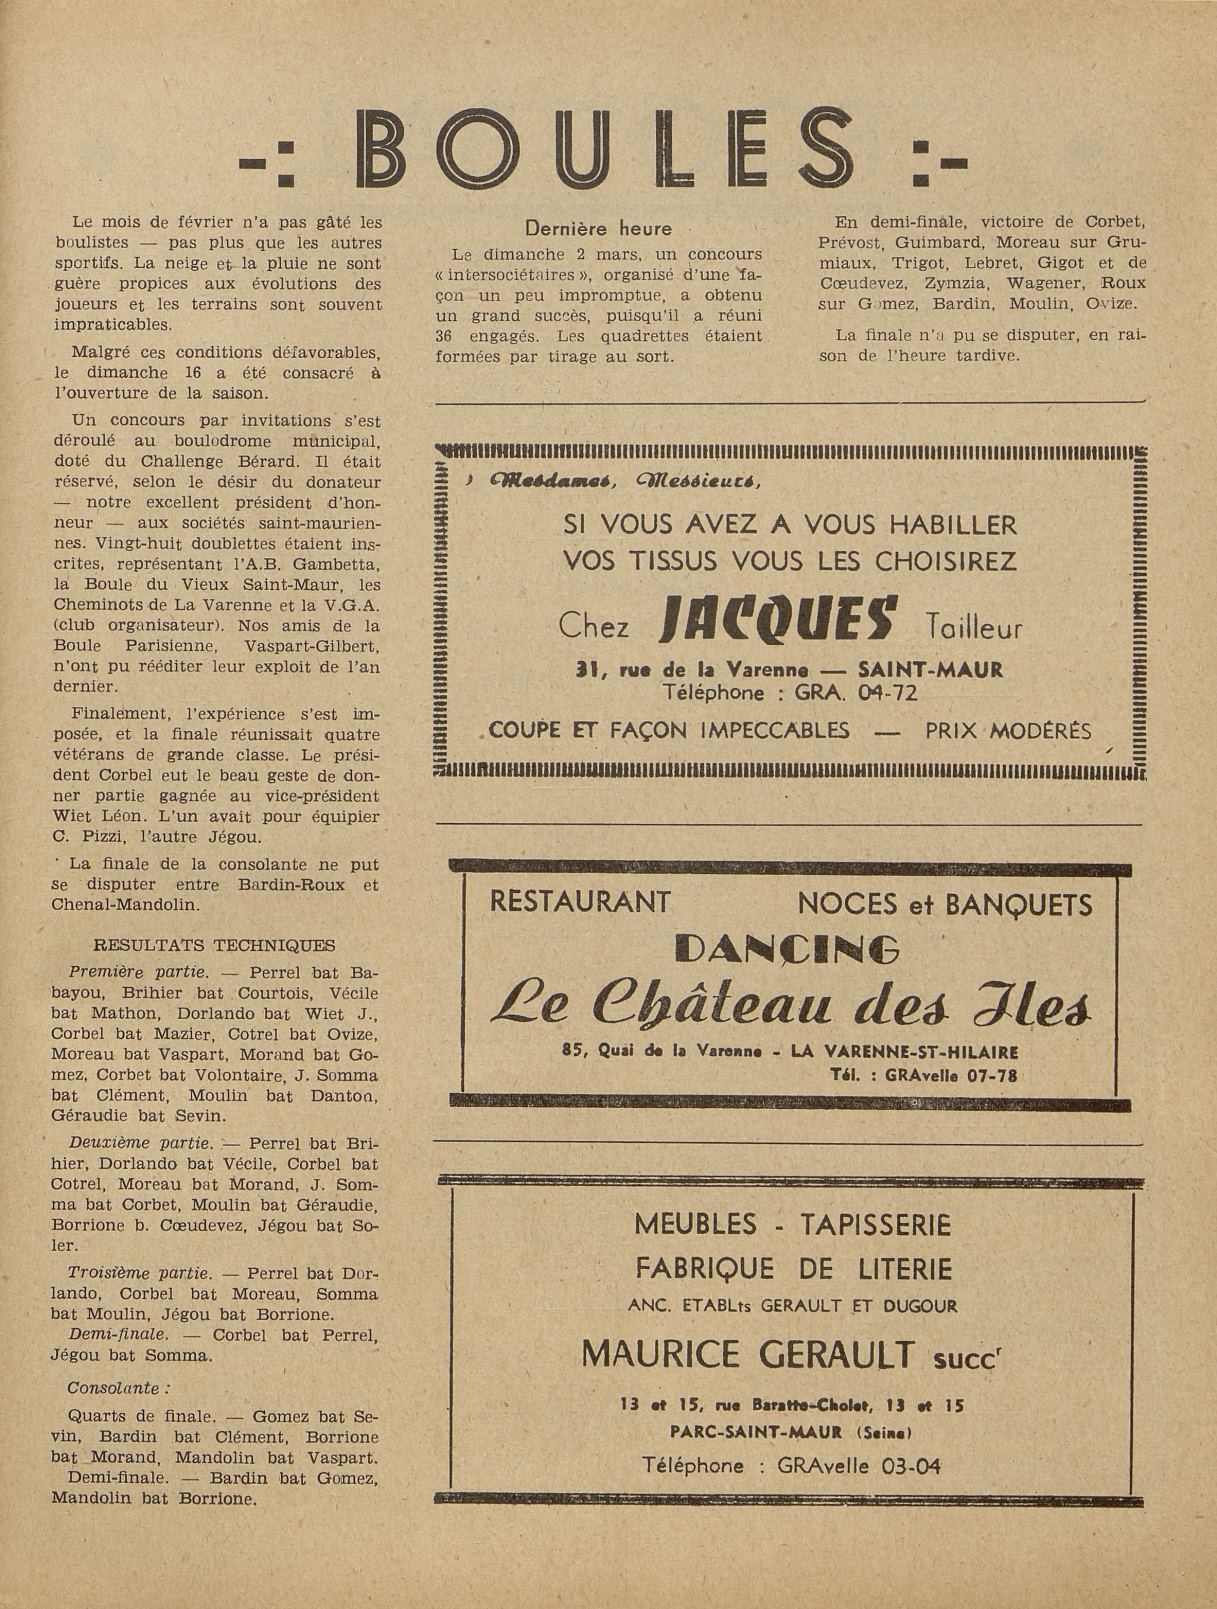 -: BOULES :-
Le mois de février n'a pas gâté les
boulistes — pas plus que les autres
sportifs. La neige et la pluie ne sont
guère propices aux évolutions des
joueurs et les terrains sont souvent
impraticables.
Malgré ces conditions défavorables,
le dimanche 16 a été consacré à
l'ouverture de la saison.
Un concours par invitations s'est
déroulé au boulodrome municipal,
doté du Challenge Bérard. Il était
réservé, selon le désir du donateur
— notre excellent président d'hon-
neur — aux sociétés saint-maurien-
nes. Vingt-huit doublettes étaient ins-
crites, représentant l'A.B. Gambetta,
la Boule du Vieux Saint-Maur, les
Cheminots de La Varenne et la V.G.A.
(club organisateur). Nos amis de la
Boule Parisienne, Vaspart-Gilbert,
n'ont pu rééditer leur exploit de l'an
dernier.
Finalement, l'expérience s'est im-
posée, et la finale réunissait quatre
vétérans de grande classe. Le prési-
dent Corbel eut le beau geste de don-
ner partie gagnée au vice-président
Wiet Léon. L'un avait pour équipier
C. Pizzi, l'autre Jégou.
La finale de la consolante ne put
se disputer entre Bardin-Roux et
Chenal-Mandolin.
RESULTATS TECHNIQUES
Première partie. — Perrel bat Ba-
bayou, Brihier bat Courtois, Vécile
bat Mathon, Dorlando bat Wiet J.,
Corbel bat Mazier, Cotrel bat Ovize,
Moreau bat Vaspart, Morand bat Go-
mez, Corbet bat Volontaire, J. Somma
bat Clément, Moulin bat Danton,
Géraudie bat Sevin.
Deuxième partie. — Perrel bat Bri-
hier, Dorlando bat Vécile, Corbel bat
Cotrel, Moreau bat Morand, J. Som-
ma bat Corbet, Moulin bat Géraudie,
Borrione b. Cœudevez, Jégou bat So-
ler.
Troisième partie. — Perrel bat Dor-
lando, Corbel bat Moreau, Somma
bat Moulin, Jégou bat Borrione.
Demi-finale. — Corbel bat Perrel,
Jégou bat Somma.
Consolante :
Quarts de finale. — Gomez bat Se-
vin, Bardin bat Clément, Borrione
bat Morand, Mandolin bat Vaspart.
Demi-finale. — Bardin bat Gomez,
Mandolin bat Borrione.
Dernière heure
Le dimanche 2 mars, un concours
« intersociétaires », organisé d'une fa-
çon un peu impromptue, a obtenu
un grand succès, puisqu'il a réuni
36 engagés. Les quadrettes étaient
formées par tirage au sort.
En demi-finale, victoire de Corbet,
Prévost, Guimbard, Moreau sur Gru-
miaux, Trigot, Lebret, Gigot et de
Cœudevez, Zymzia, Wagener, Roux
sur Gomez, Bardin, Moulin, Ovize.
La finale n'a pu se disputer, en rai-
son de l'heure tardive.
Mesdames, Messieurs,
SI VOUS AVEZ A VOUS HABILLER
VOS TISSUS VOUS LES CHOISIREZ
Chez JACQUES Tailleur
31, rue de la Varenne — SAINT-MAUR
Téléphone : GRA. 04-72
COUPE ET FAÇON IMPECCABLES — PRIX MODÉRÉS
RESTAURANT NOCES et BANQUETS
DANCING
Le Château des Iles
85, Quai de la Varenne - LA VARENNE-ST-HILAIRE
Tél. : GRAvelle 07-78
MEUBLES - TAPISSERIE
FABRIQUE DE LITERIE
ANC. ETABLts GERAULT ET DUGOUR
MAURICE GERAULT succr
13 et 15, rue Baratte-Cholet, 13 et 15
PARC-SAINT-MAUR (Seine)
Téléphone : GRAvelle 03-04